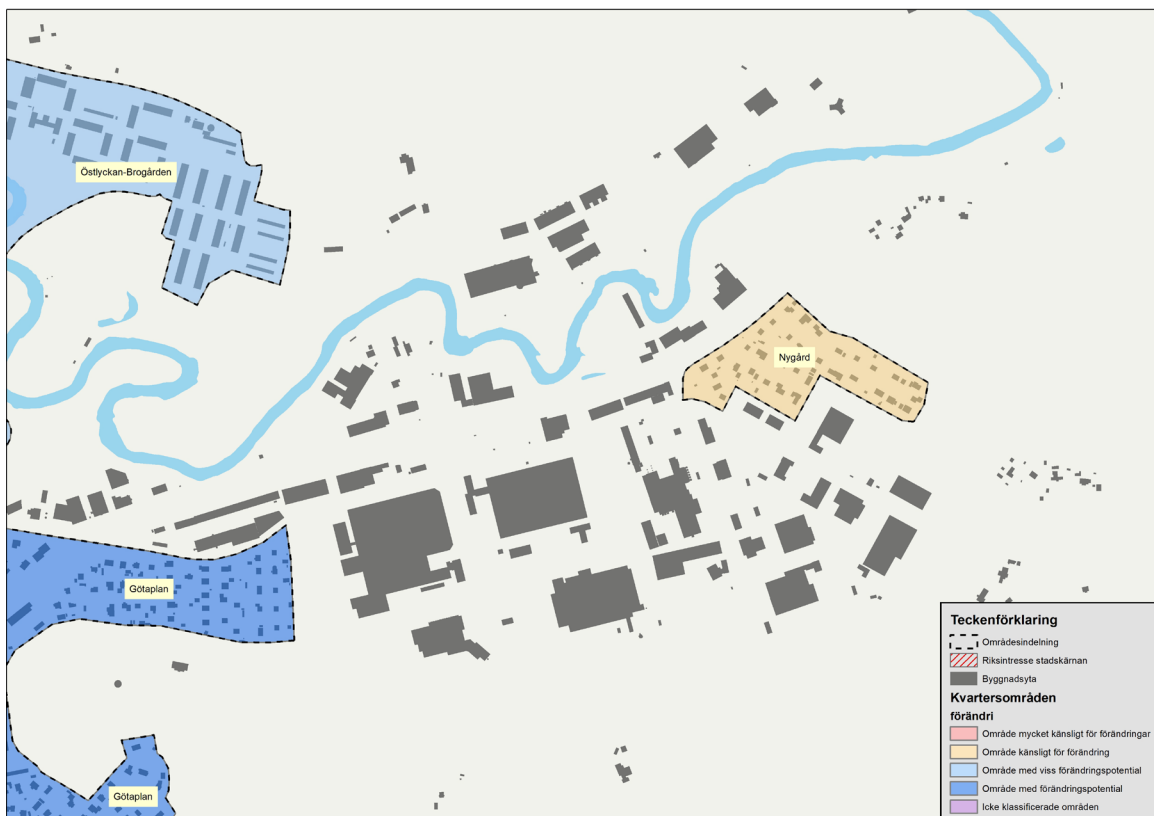 Östlyckan-Brogården
Nygård
Götaplan
Götaplan
Teckenförklaring
Områdesindelning
Riksintresse stadskärnan
Byggnadsyta
Kvartersområden
förändri
Område mycket känsligt för förändringar
Område känsligt för förändring
Område med viss förändringspotential
Område med förändringspotential
Icke klassificerade områden